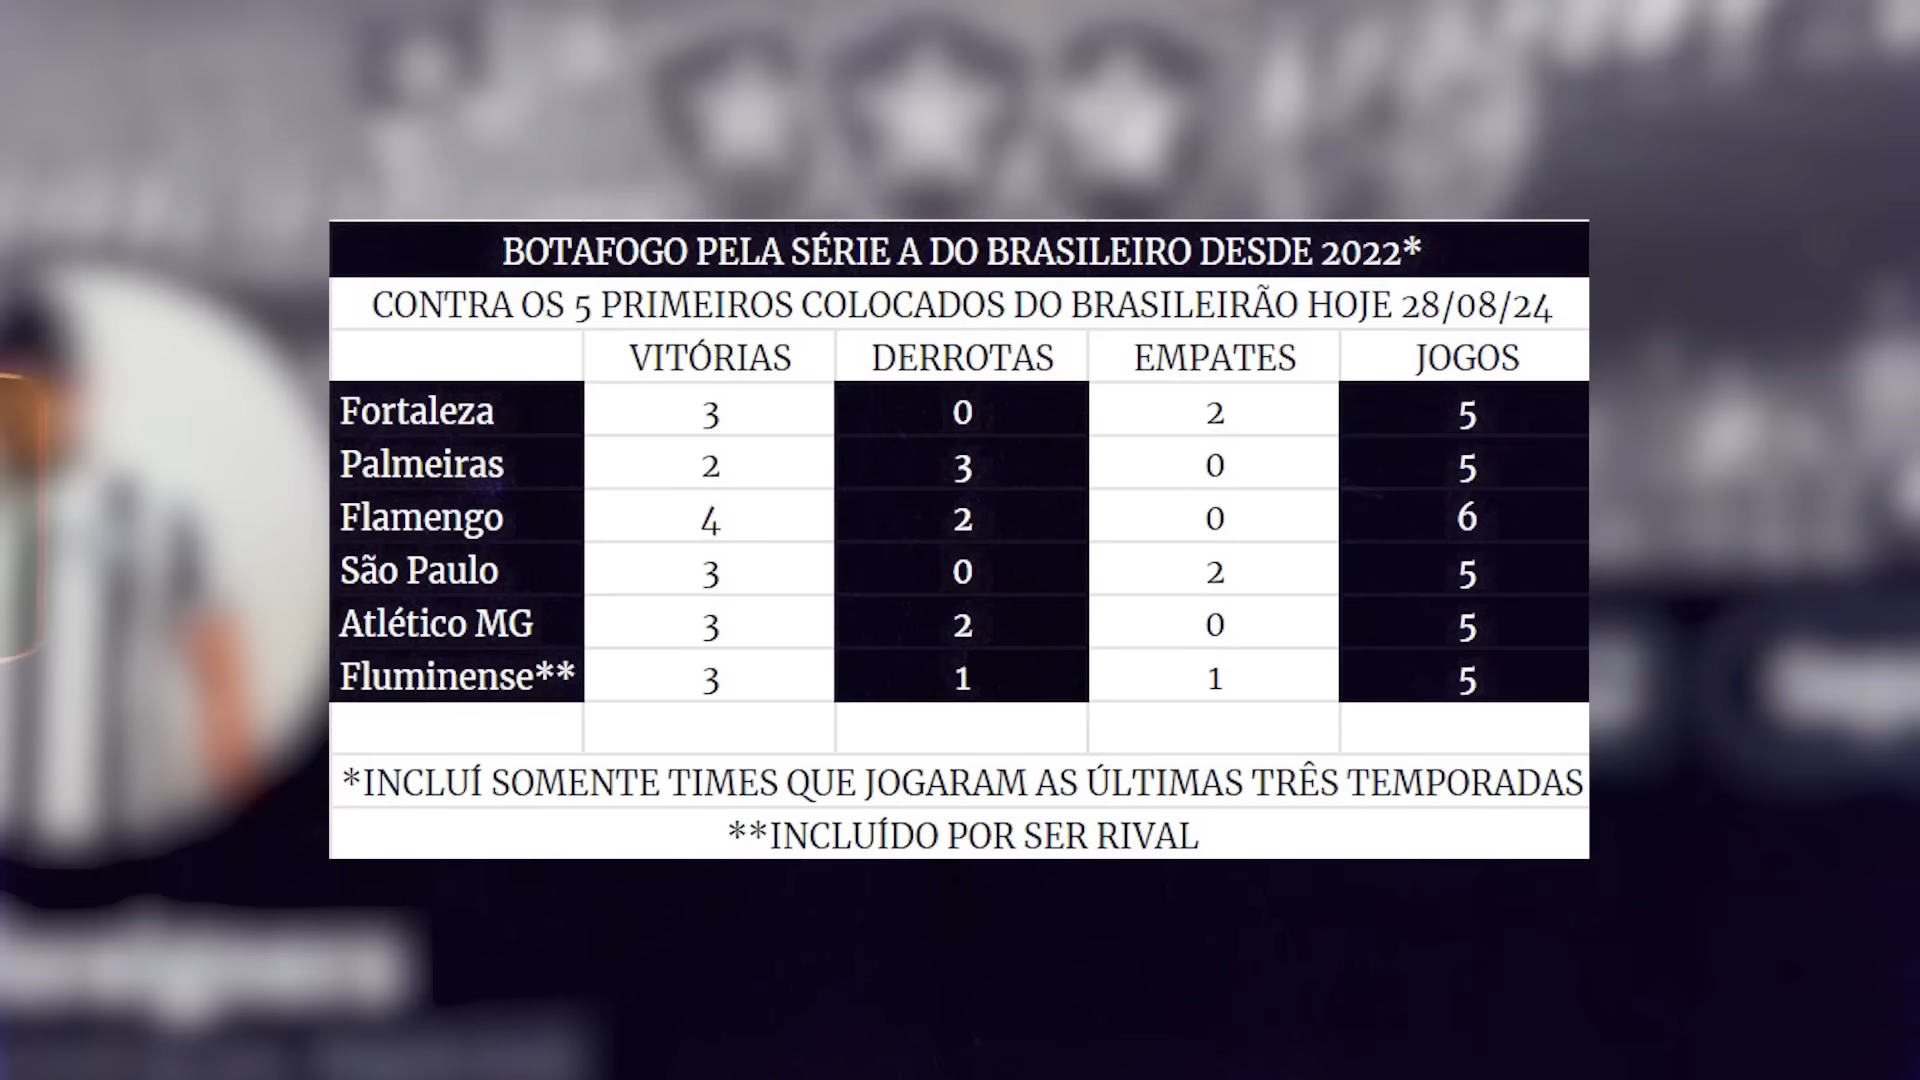 BOTAFOGO PELA SÉRIE A DO BRASILEIRO DESDE 2022*
CONTRA OS 5 PRIMEIROS COLOCADOS DO BRASILEIRÃO HOJE 28/08/24
VITÓRIAS DERROTAS EMPATES JOGOS
Fortaleza 3 0 2 5
Palmeiras 2 3 0 5
Flamengo 4 2 0 6
São Paulo 3 0 2 5
Atlético MG 3 2 0 5
Fluminense** 3 1 1 5
*INCLUÍ SOMENTE TIMES QUE JOGARAM AS ÚLTIMAS TRÊS TEMPORADAS
**INCLUÍDO POR SER RIVAL